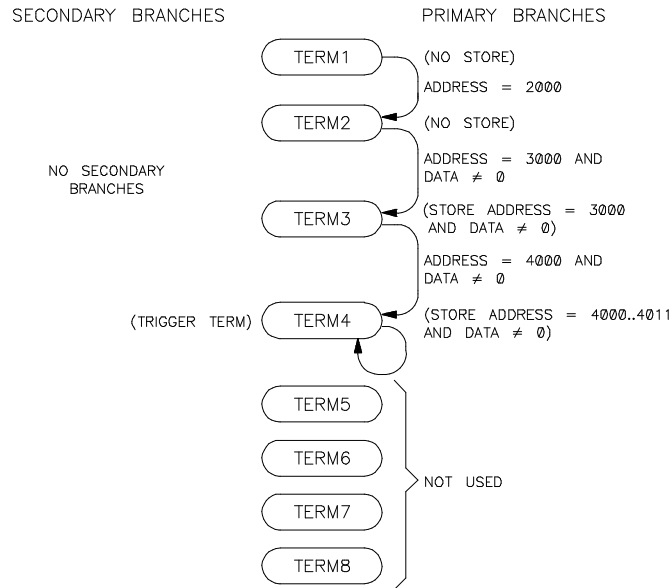 SECONDARY BRANCHES
PRIMARY BRANCHES
TERM1
(NO STORE)
ADDRESS = 2000
TERM2
(NO STORE)
NO SECONDARY
BRANCHES
ADDRESS = 3000 AND
DATA ≠ 0
TERM3
(STORE ADDRESS = 3000
AND DATA ≠ 0)
ADDRESS = 4000 AND
DATA ≠ 0
(TRIGGER TERM)
TERM4
(STORE ADDRESS = 4000..4011
AND DATA ≠ 0)
TERM5
TERM6
NOT USED
TERM7
TERM8